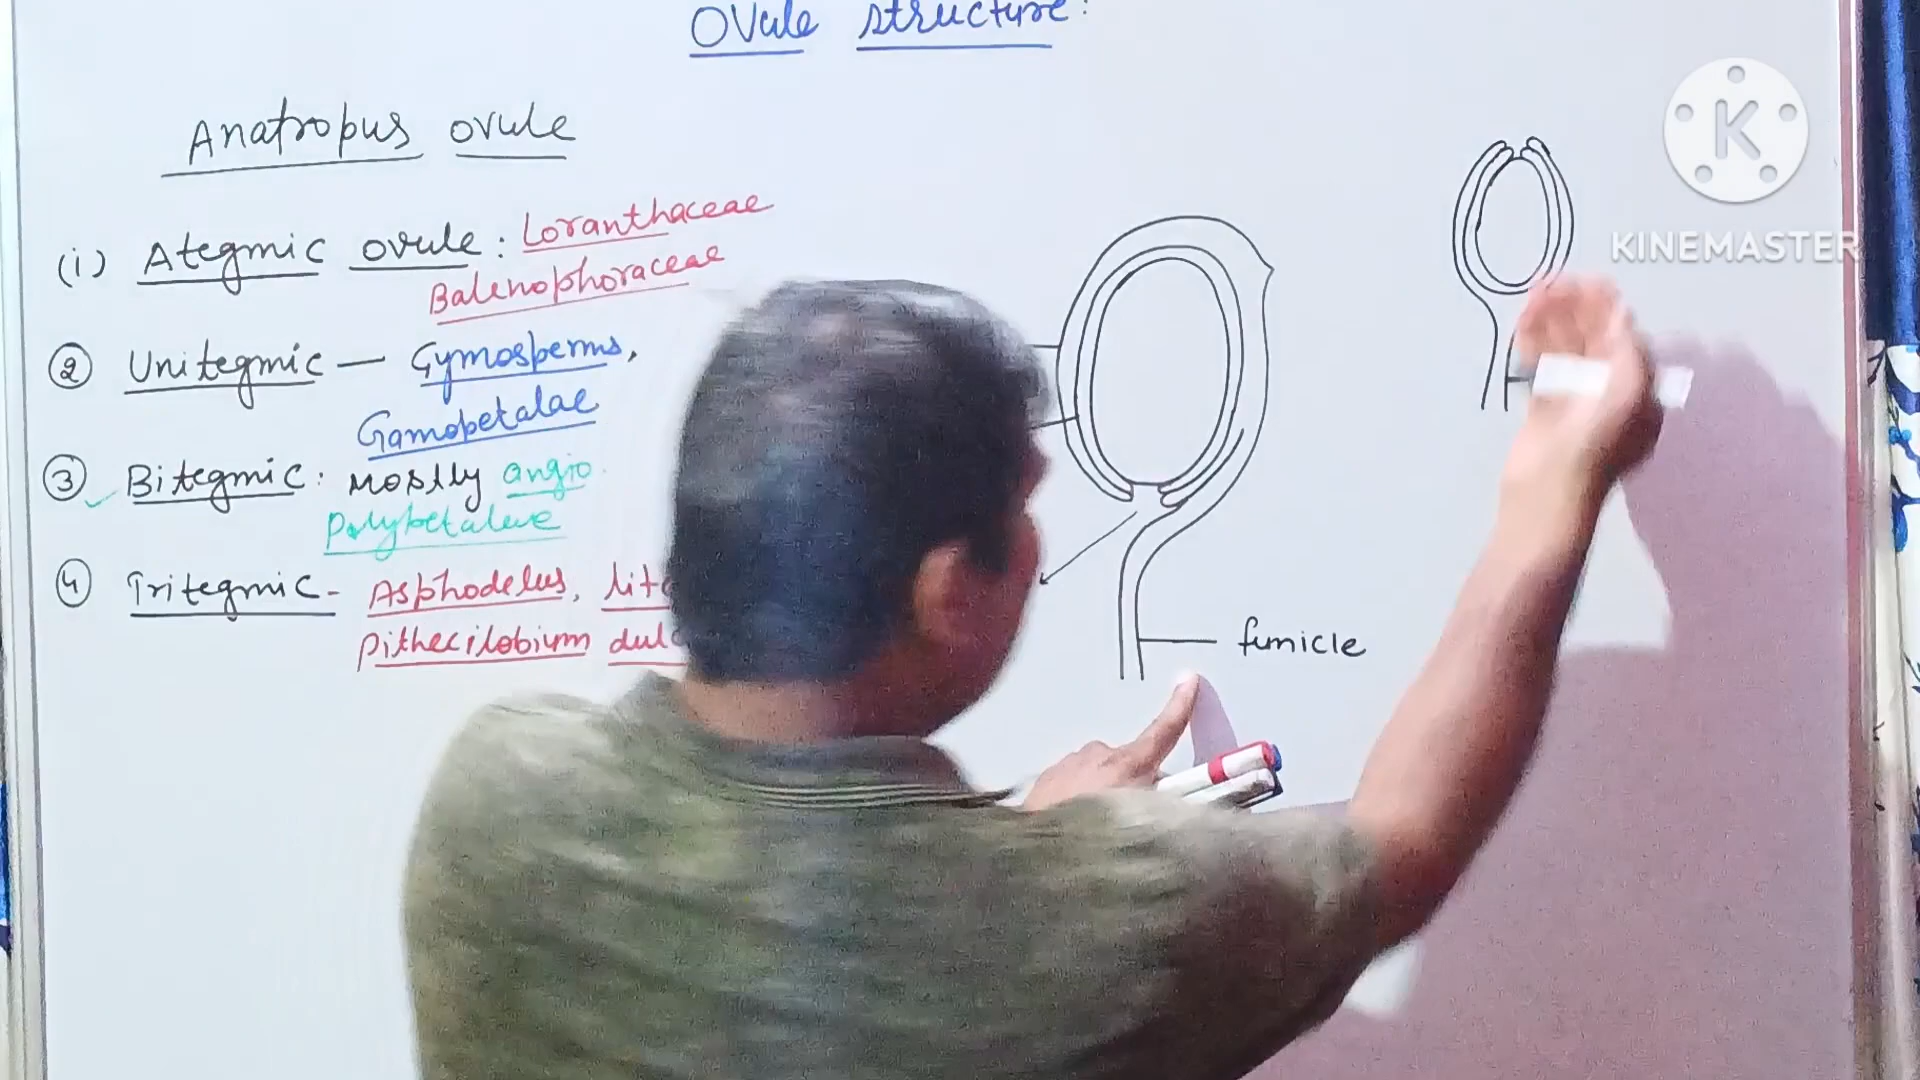 Ovule structure:
Anatropus ovule
(i) Ategmic ovule: Loranthaceae
Balenophoraceae
② Unitegmic — Gymosperms,
Gamopetalae
③ Bitegmic: mostly angio.
Polypetalae
④ Tritegmic - Asphodelus,
Pithecilobium
funicle
K
KINEMASTER